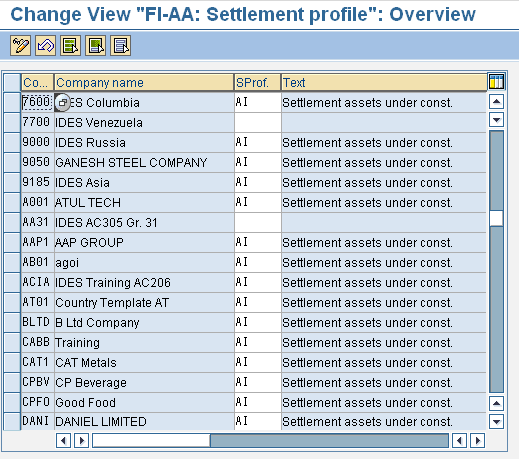 Change View "FI-AA: Settlement profile": Overview
Co... Company name SProf. Text
7600 ES Columbia AI Settlement assets under const.
7700 IDES Venezuela
9000 IDES Russia AI Settlement assets under const.
9050 GANESH STEEL COMPANY AI Settlement assets under const.
9185 IDES Asia AI Settlement assets under const.
A001 ATUL TECH AI Settlement assets under const.
AA31 IDES AC305 Gr. 31
AAP1 AAP GROUP AI Settlement assets under const.
AB01 agoi AI Settlement assets under const.
ACIA IDES Training AC206 AI Settlement assets under const.
AT01 Country Template AT AI Settlement assets under const.
BLTD B Ltd Company AI Settlement assets under const.
CABB Training AI Settlement assets under const.
CAT1 CAT Metals AI Settlement assets under const.
CPBV CP Beverage AI Settlement assets under const.
CPFO Good Food AI Settlement assets under const.
DANI DANIEL LIMITED AI Settlement assets under const.